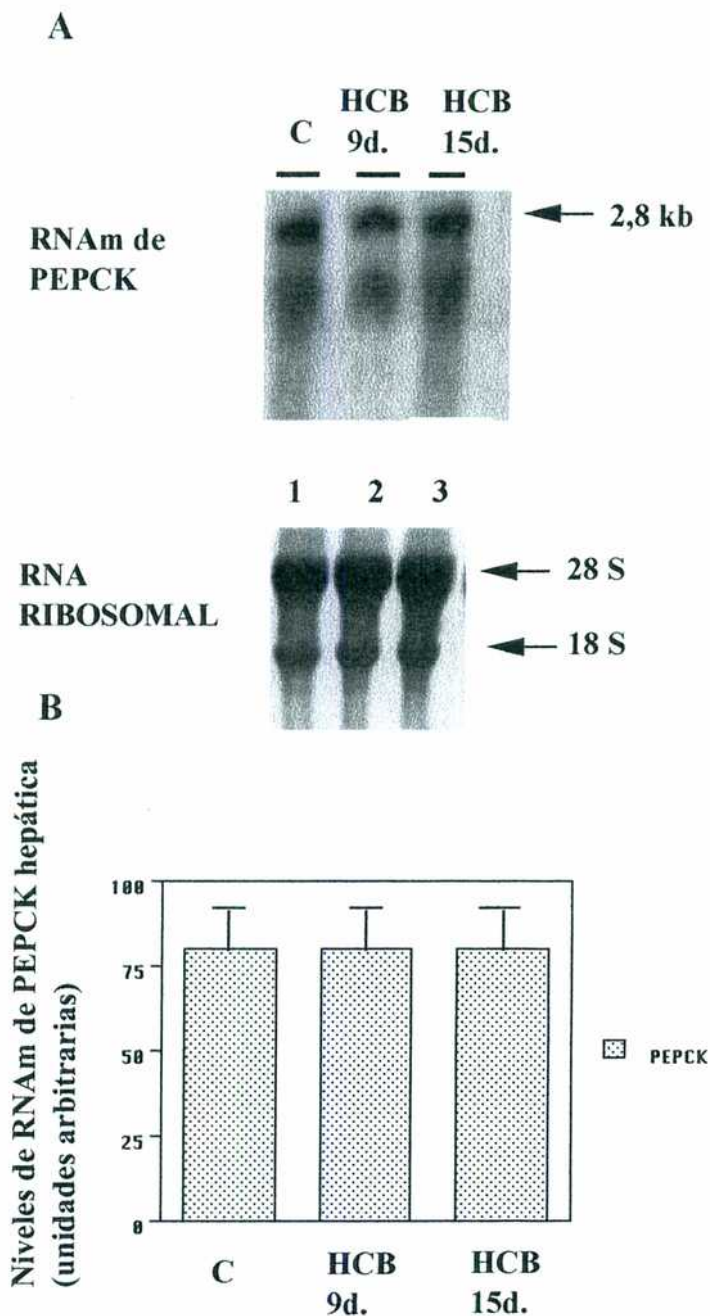 A
C
HCB
9d.
HCB
15d.
RNAm de
PEPCK
2,8 kb
1 2 3
RNA
RIBOSOMAL
28 S
18 S
B
Niveles de RNAm de PEPCK hepática
(unidades arbitrarias)
100
75
50
25
0
PEPCK
C
HCB
9d.
HCB
15d.